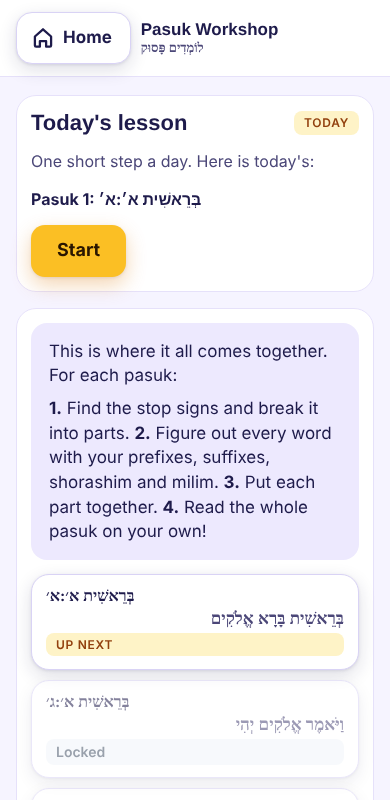 Home
Pasuk Workshop
לוֹמְדִים פָּסוּק
Today's lesson
TODAY
One short step a day. Here is today's:
Pasuk 1: בְּרֵאשִׁית א׳:א׳
Start
This is where it all comes together.
For each pasuk:
1. Find the stop signs and break it
into parts. 2. Figure out every word
with your prefixes, suffixes,
shorashim and milim. 3. Put each
part together. 4. Read the whole
pasuk on your own!
בְּרֵאשִׁית א׳:א׳
בְּרֵאשִׁית בָּרָא אֱלֹקִים
UP NEXT
בְּרֵאשִׁית א׳:ג׳
וַיֹּאמֶר אֱלֹקִים יְהִי
Locked